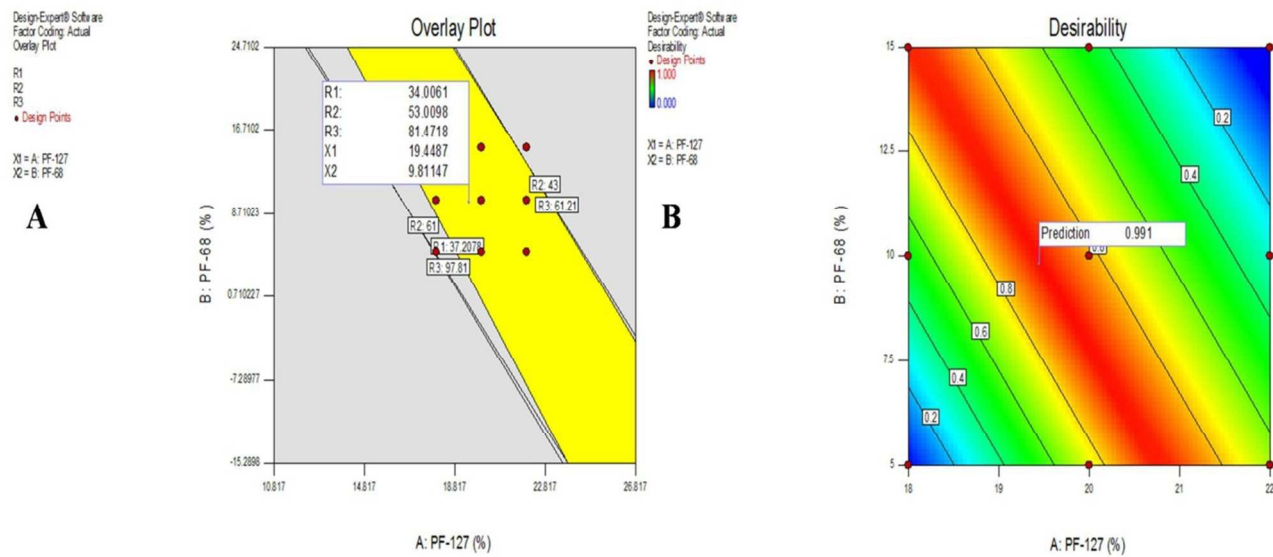 Design-Expert® Software
Factor Coding: Actual
Overlay Plot
R1
R2
R3
Design Points
X1 = A: PF-127
X2 = B: PF-68
A
Overlay Plot
24.7102
16.7102
8.71023
0.710227
-7.28977
-15.2898
10.817
14.817
18.817
22.817
26.817
B: PF-68 (%)
A: PF-127 (%)
R1: 34.0061
R2: 53.0098
R3: 81.4718
X1 19.4487
X2 9.81147
R2: 43
R3: 61.21
R2: 61
R1: 37.2078
R3: 97.81
Design-Expert® Software
Factor Coding: Actual
Desirability
Design Points
1.000
0.000
X1 = A: PF-127
X2 = B: PF-68
B
Desirability
15
12.5
10
7.5
5
18
19
20
21
22
B: PF-68 (%)
A: PF-127 (%)
0.2
0.4
Prediction 0.991
0.8
0.6
0.4
0.2